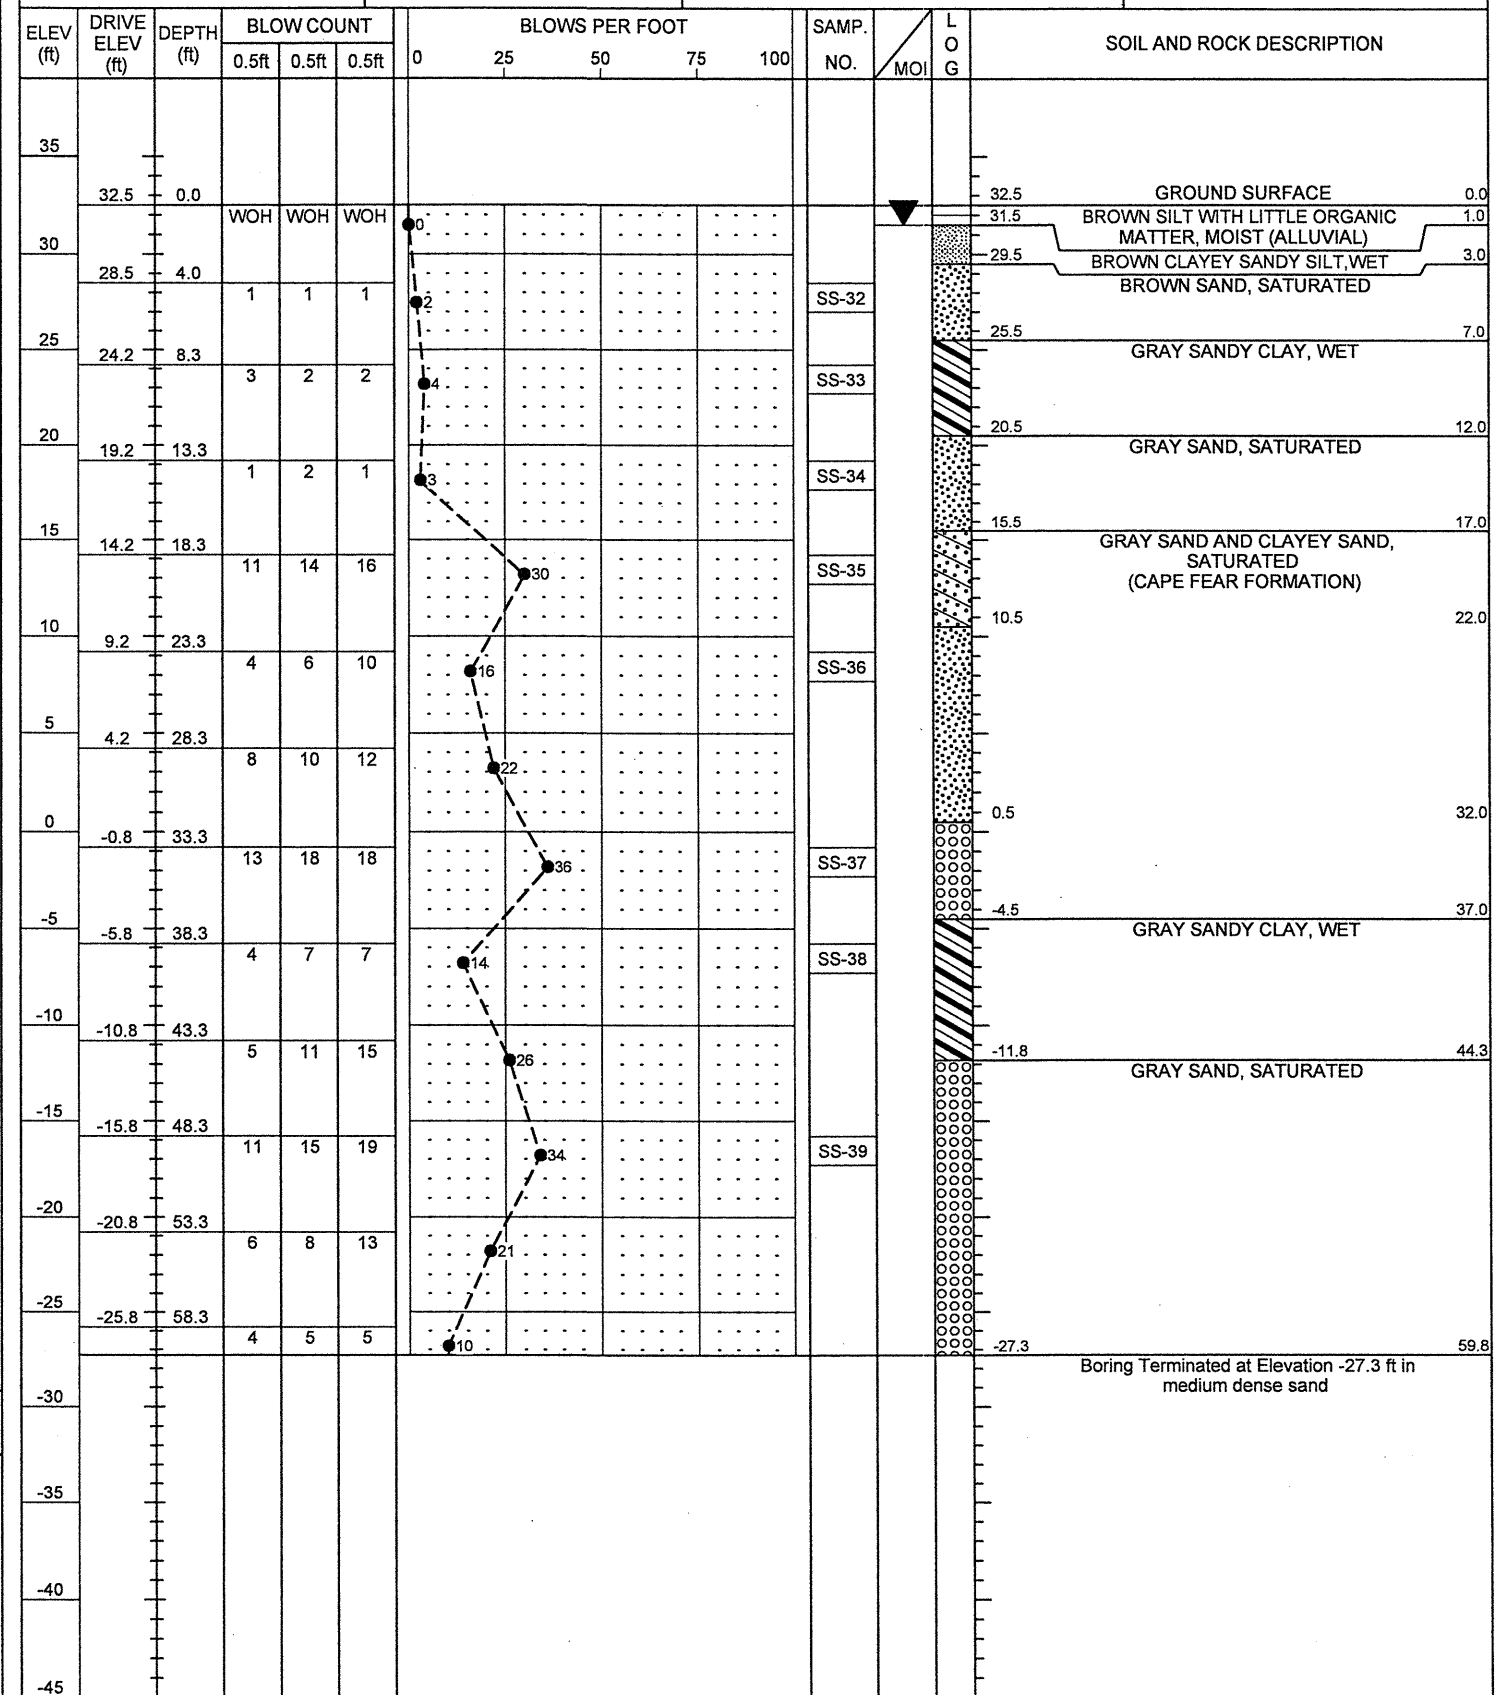 ELEV (ft) DRIVE ELEV (ft) DEPTH (ft) BLOW COUNT BLOWS PER FOOT SAMP. NO. MOI LOG SOIL AND ROCK DESCRIPTION
0.5ft 0.5ft 0.5ft 0 25 50 75 100
35
32.5 0.0 32.5 GROUND SURFACE 0.0
WOH WOH WOH 0 31.5 BROWN SILT WITH LITTLE ORGANIC 1.0
MATTER, MOIST (ALLUVIAL)
30 29.5 BROWN CLAYEY SANDY SILT,WET 3.0
28.5 4.0 BROWN SAND, SATURATED
1 1 1 2 SS-32
25 25.5 7.0
24.2 8.3 GRAY SANDY CLAY, WET
3 2 2 4 SS-33
20 20.5 12.0
19.2 13.3 GRAY SAND, SATURATED
1 2 1 3 SS-34
15 15.5 17.0
14.2 18.3 GRAY SAND AND CLAYEY SAND,
SATURATED
11 14 16 30 SS-35
(CAPE FEAR FORMATION)
10 10.5 22.0
9.2 23.3
4 6 10 16 SS-36
5
4.2 28.3
8 10 12 22
0 0.5 32.0
-0.8 33.3
13 18 18 36 SS-37
-5 -4.5 37.0
-5.8 38.3 GRAY SANDY CLAY, WET
4 7 7 14 SS-38
-10
-10.8 43.3
5 11 15 26 -11.8 44.3
GRAY SAND, SATURATED
-15
-15.8 48.3
11 15 19 34 SS-39
-20
-20.8 53.3
6 8 13 21
-25
-25.8 58.3
4 5 5 10 -27.3 59.8
Boring Terminated at Elevation -27.3 ft in
medium dense sand
-30
-35
-40
-45